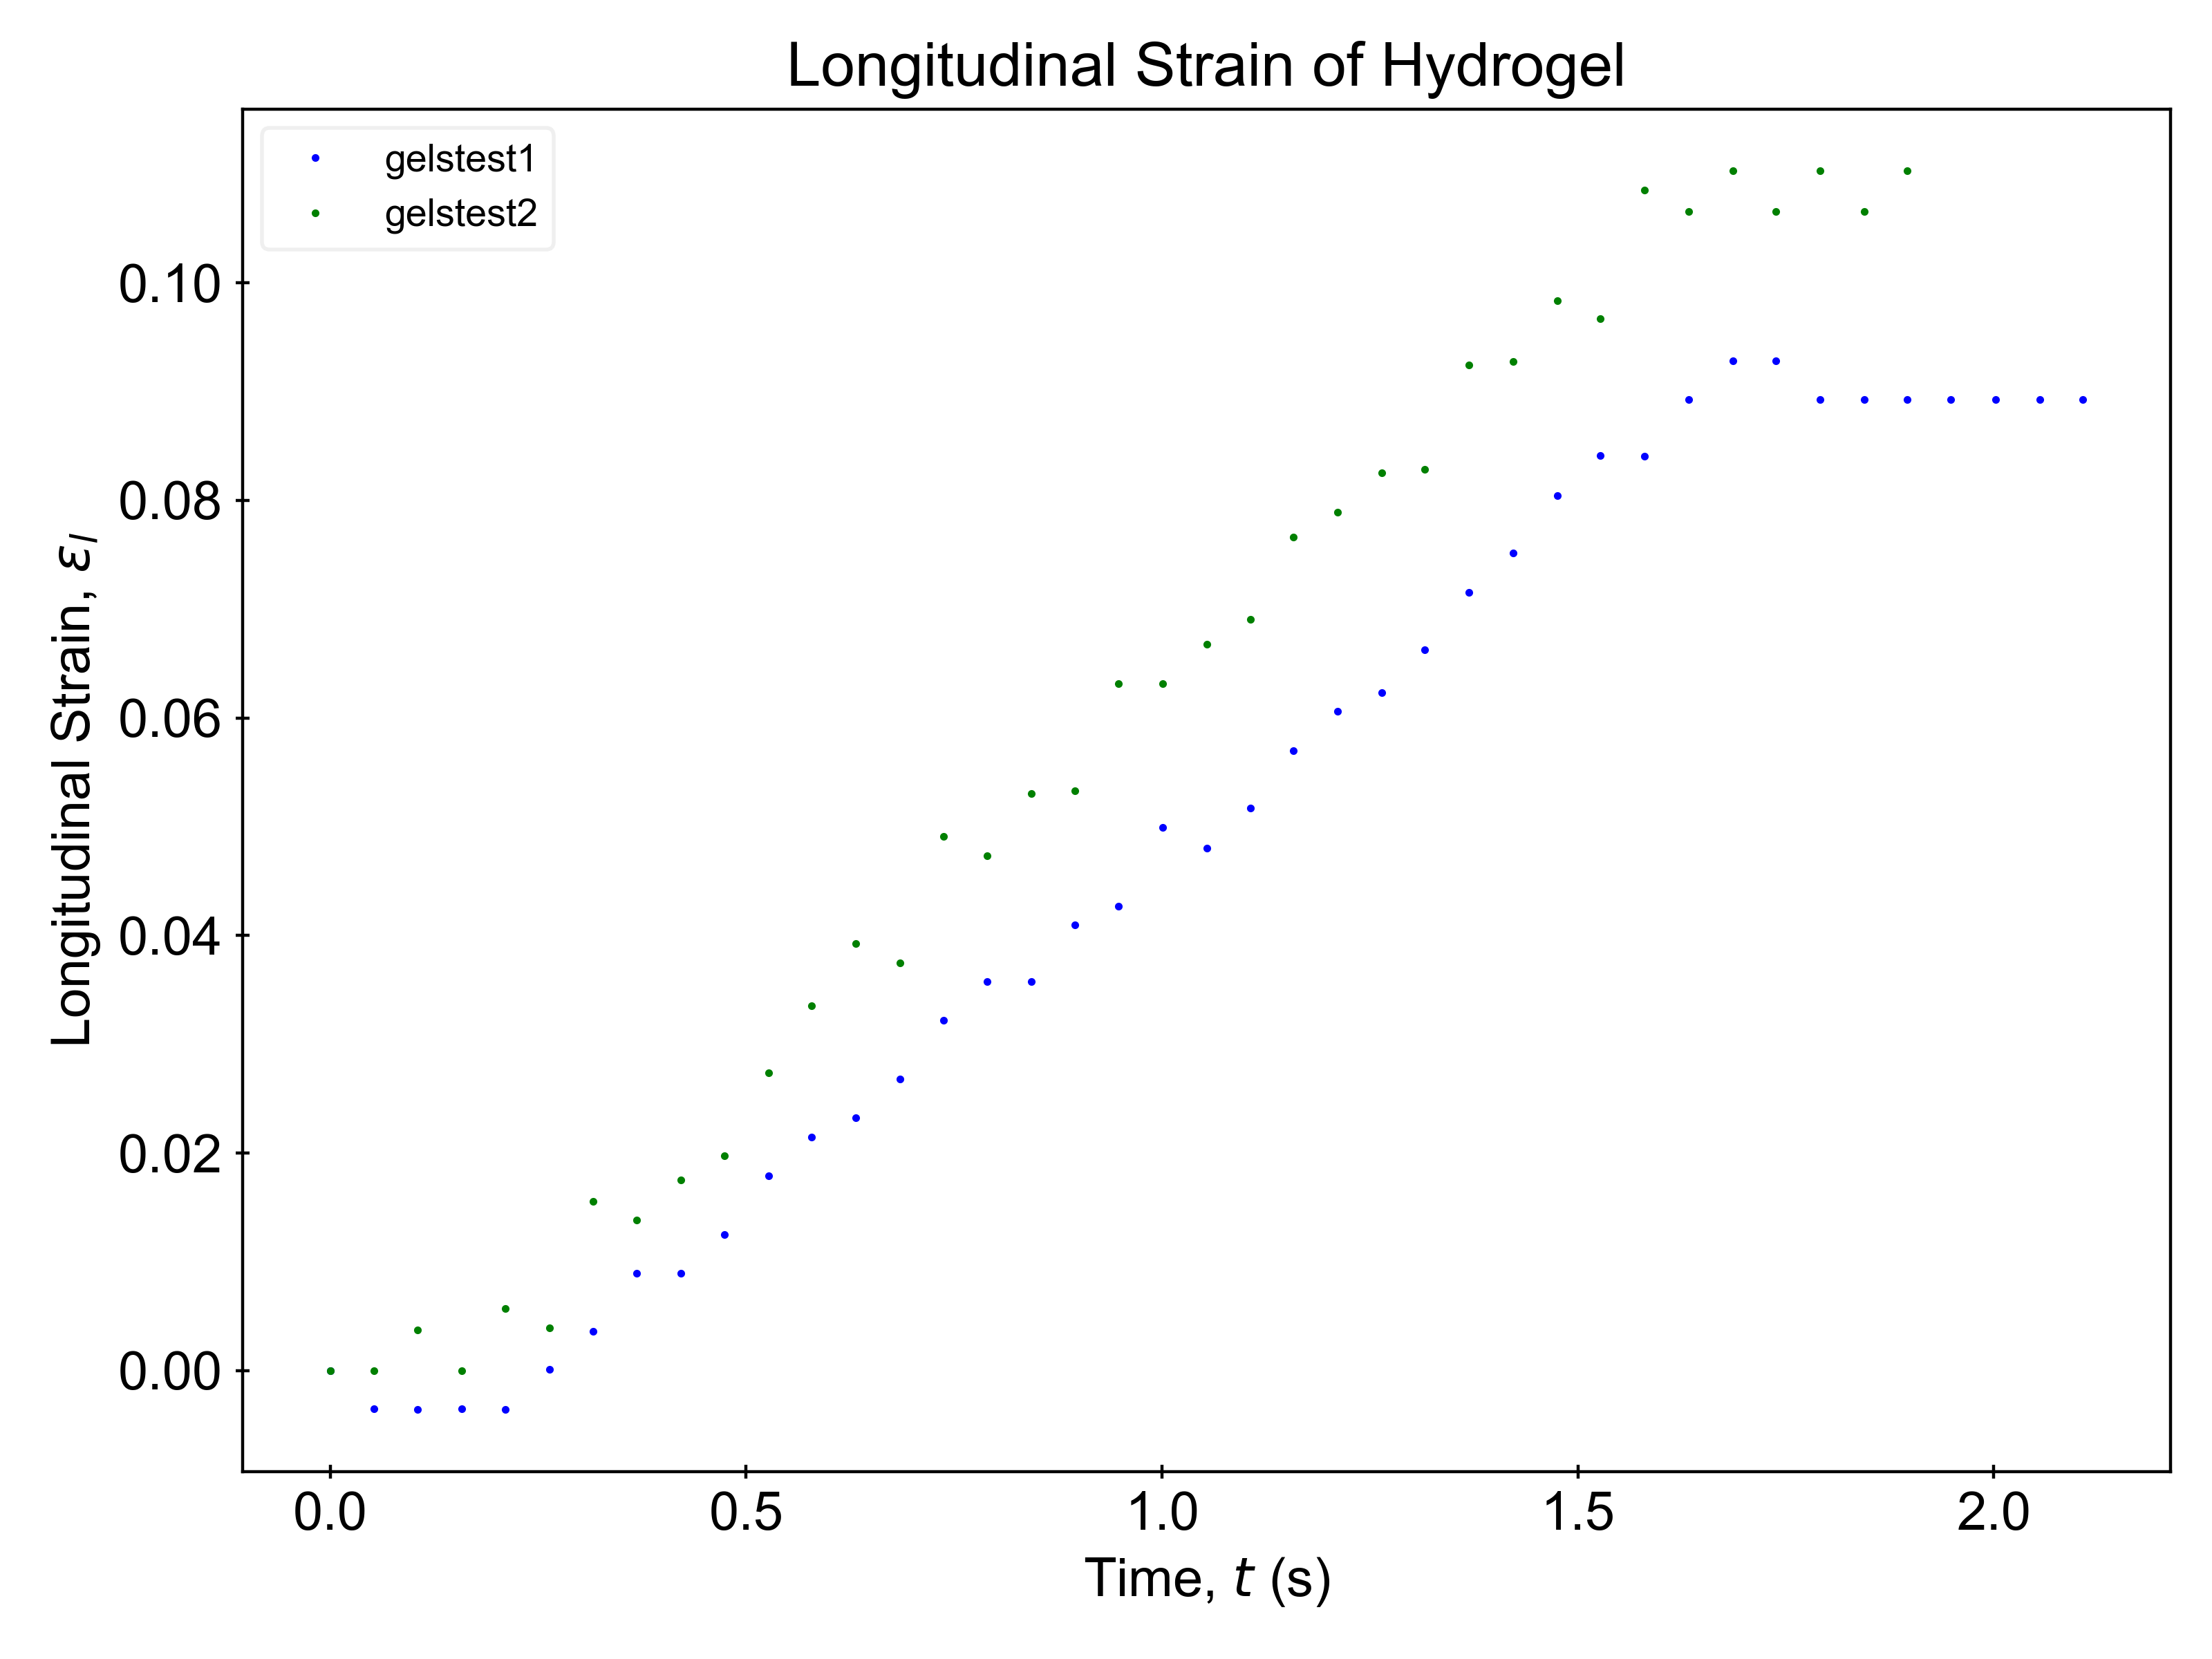 Longitudinal Strain of Hydrogel
gelstest1
gelstest2
0.10
0.08
0.06
0.04
0.02
0.00
Longitudinal Strain, εl
0.0 0.5 1.0 1.5 2.0
Time, t (s)